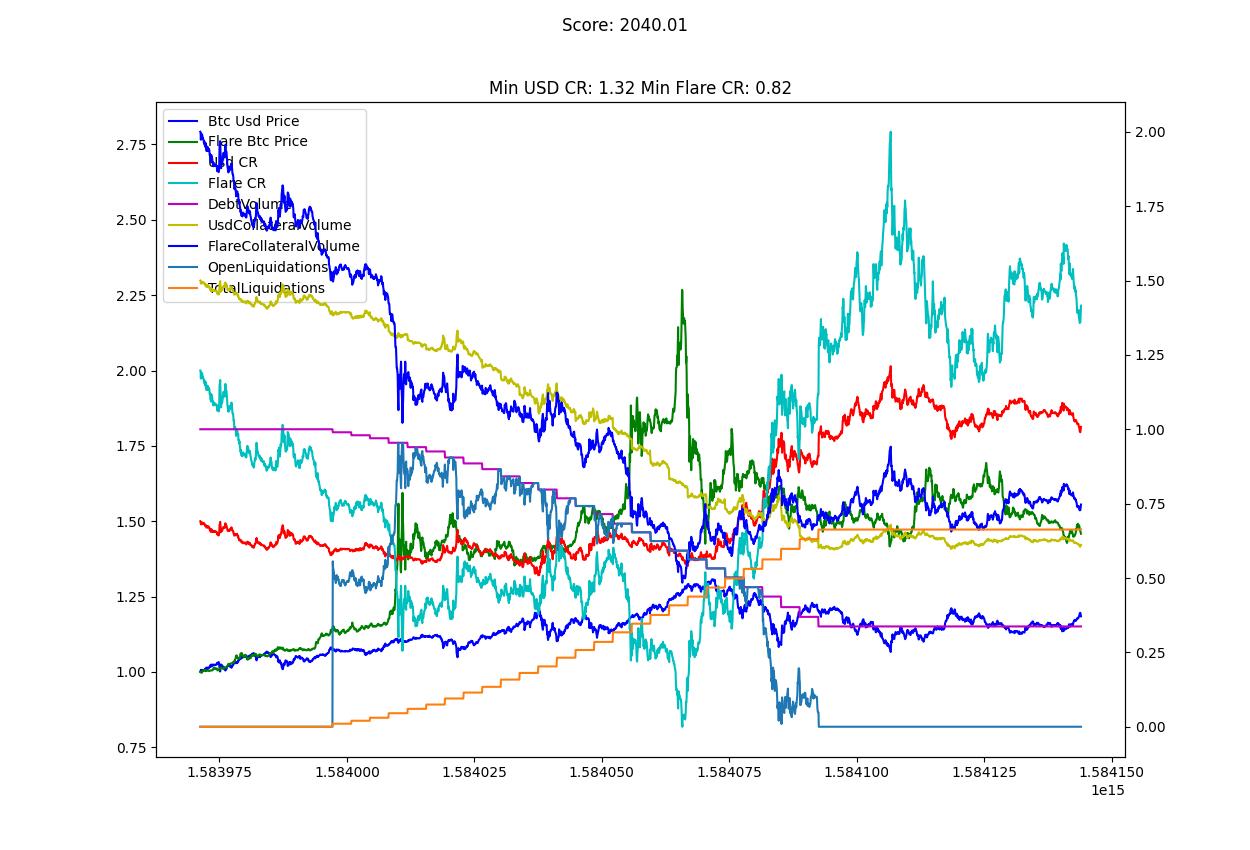 Score: 2040.01
Min USD CR: 1.32 Min Flare CR: 0.82
Btc Usd Price
Flare Btc Price
Usd CR
Flare CR
DebtVolume
UsdCollateralVolume
FlareCollateralVolume
OpenLiquidations
TotalLiquidations
2.75
2.50
2.25
2.00
1.75
1.50
1.25
1.00
0.75
2.00
1.75
1.50
1.25
1.00
0.75
0.50
0.25
0.00
1.583975 1.584000 1.584025 1.584050 1.584075 1.584100 1.584125 1.584150
1e15